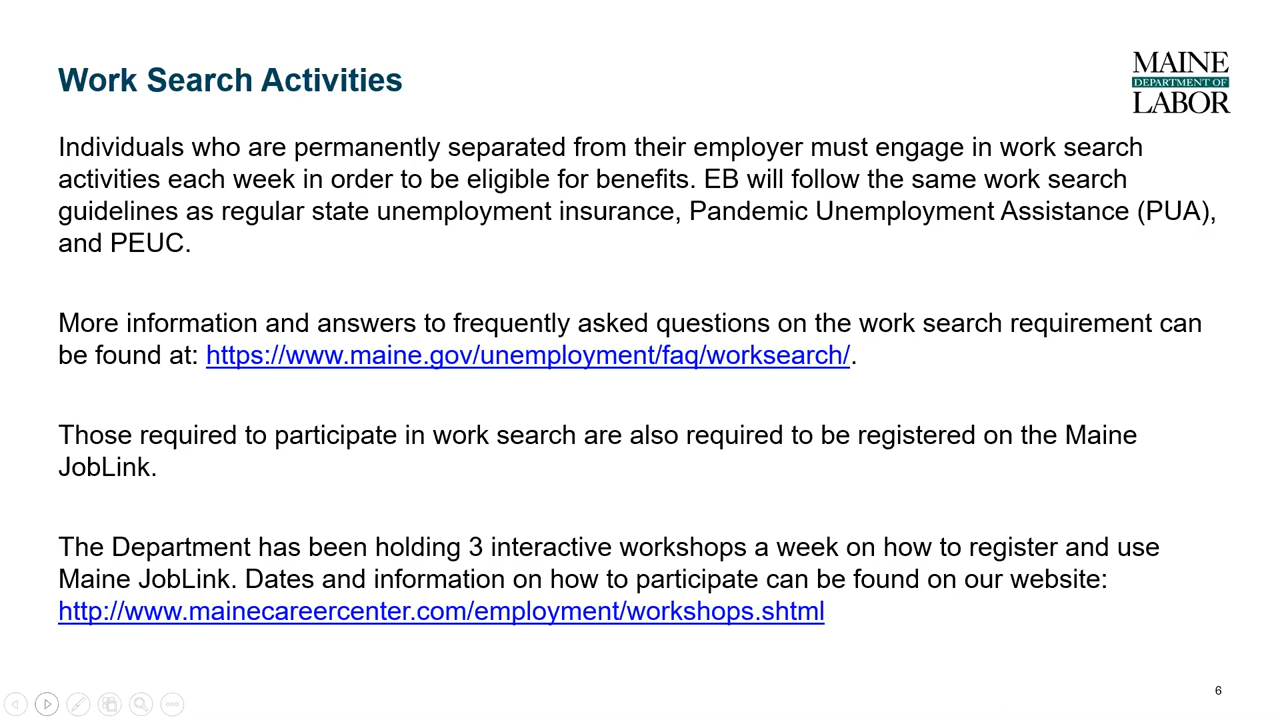 Work Search Activities
MAINE
DEPARTMENT OF
LABOR
Individuals who are permanently separated from their employer must engage in work search
activities each week in order to be eligible for benefits. EB will follow the same work search
guidelines as regular state unemployment insurance, Pandemic Unemployment Assistance (PUA),
and PEUC.
More information and answers to frequently asked questions on the work search requirement can
be found at: https://www.maine.gov/unemployment/faq/worksearch/.
Those required to participate in work search are also required to be registered on the Maine
JobLink.
The Department has been holding 3 interactive workshops a week on how to register and use
Maine JobLink. Dates and information on how to participate can be found on our website:
http://www.mainecareercenter.com/employment/workshops.shtml
6